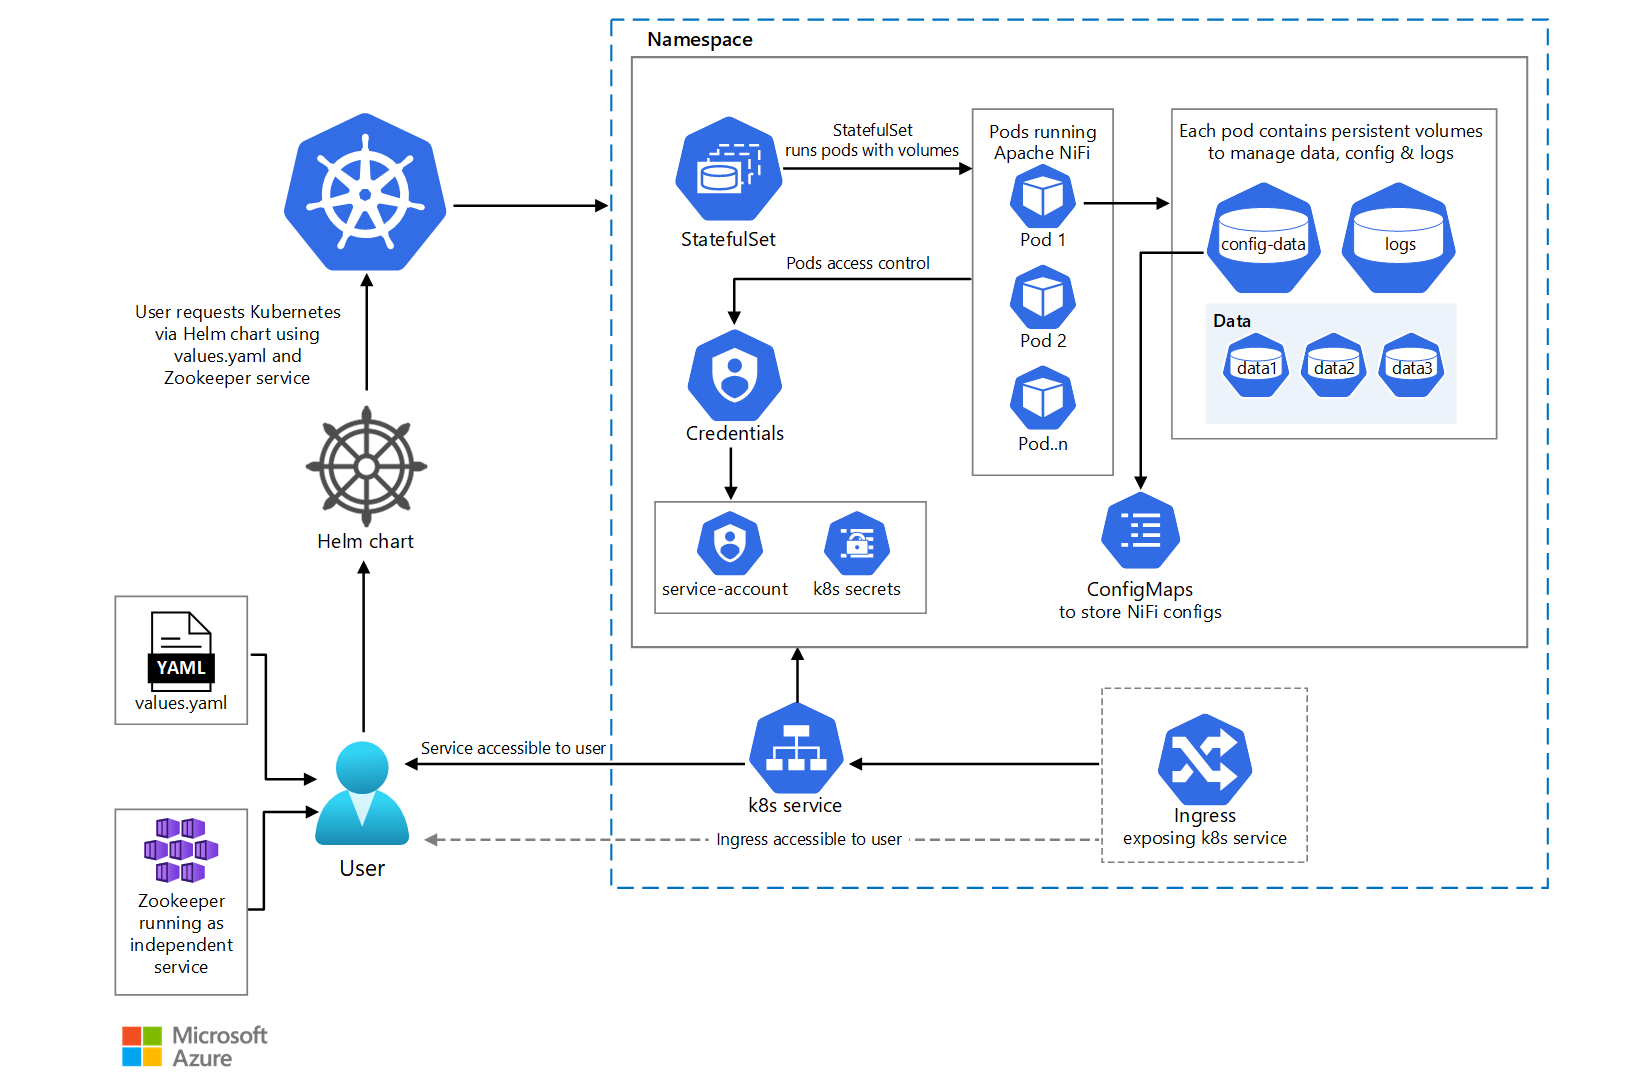 Namespace
StatefulSet
runs pods with volumes
StatefulSet
Pods running
Apache NiFi
Pod 1
Pod 2
Pod..n
Each pod contains persistent volumes
to manage data, config & logs
config-data
logs
Data
data1
data2
data3
Pods access control
Credentials
service-account
k8s secrets
ConfigMaps
to store NiFi configs
User requests Kubernetes
via Helm chart using
values.yaml and
Zookeeper service
Helm chart
YAML
values.yaml
Service accessible to user
k8s service
Ingress
exposing k8s service
Ingress accessible to user
User
Zookeeper
running as
independent
service
Microsoft
Azure